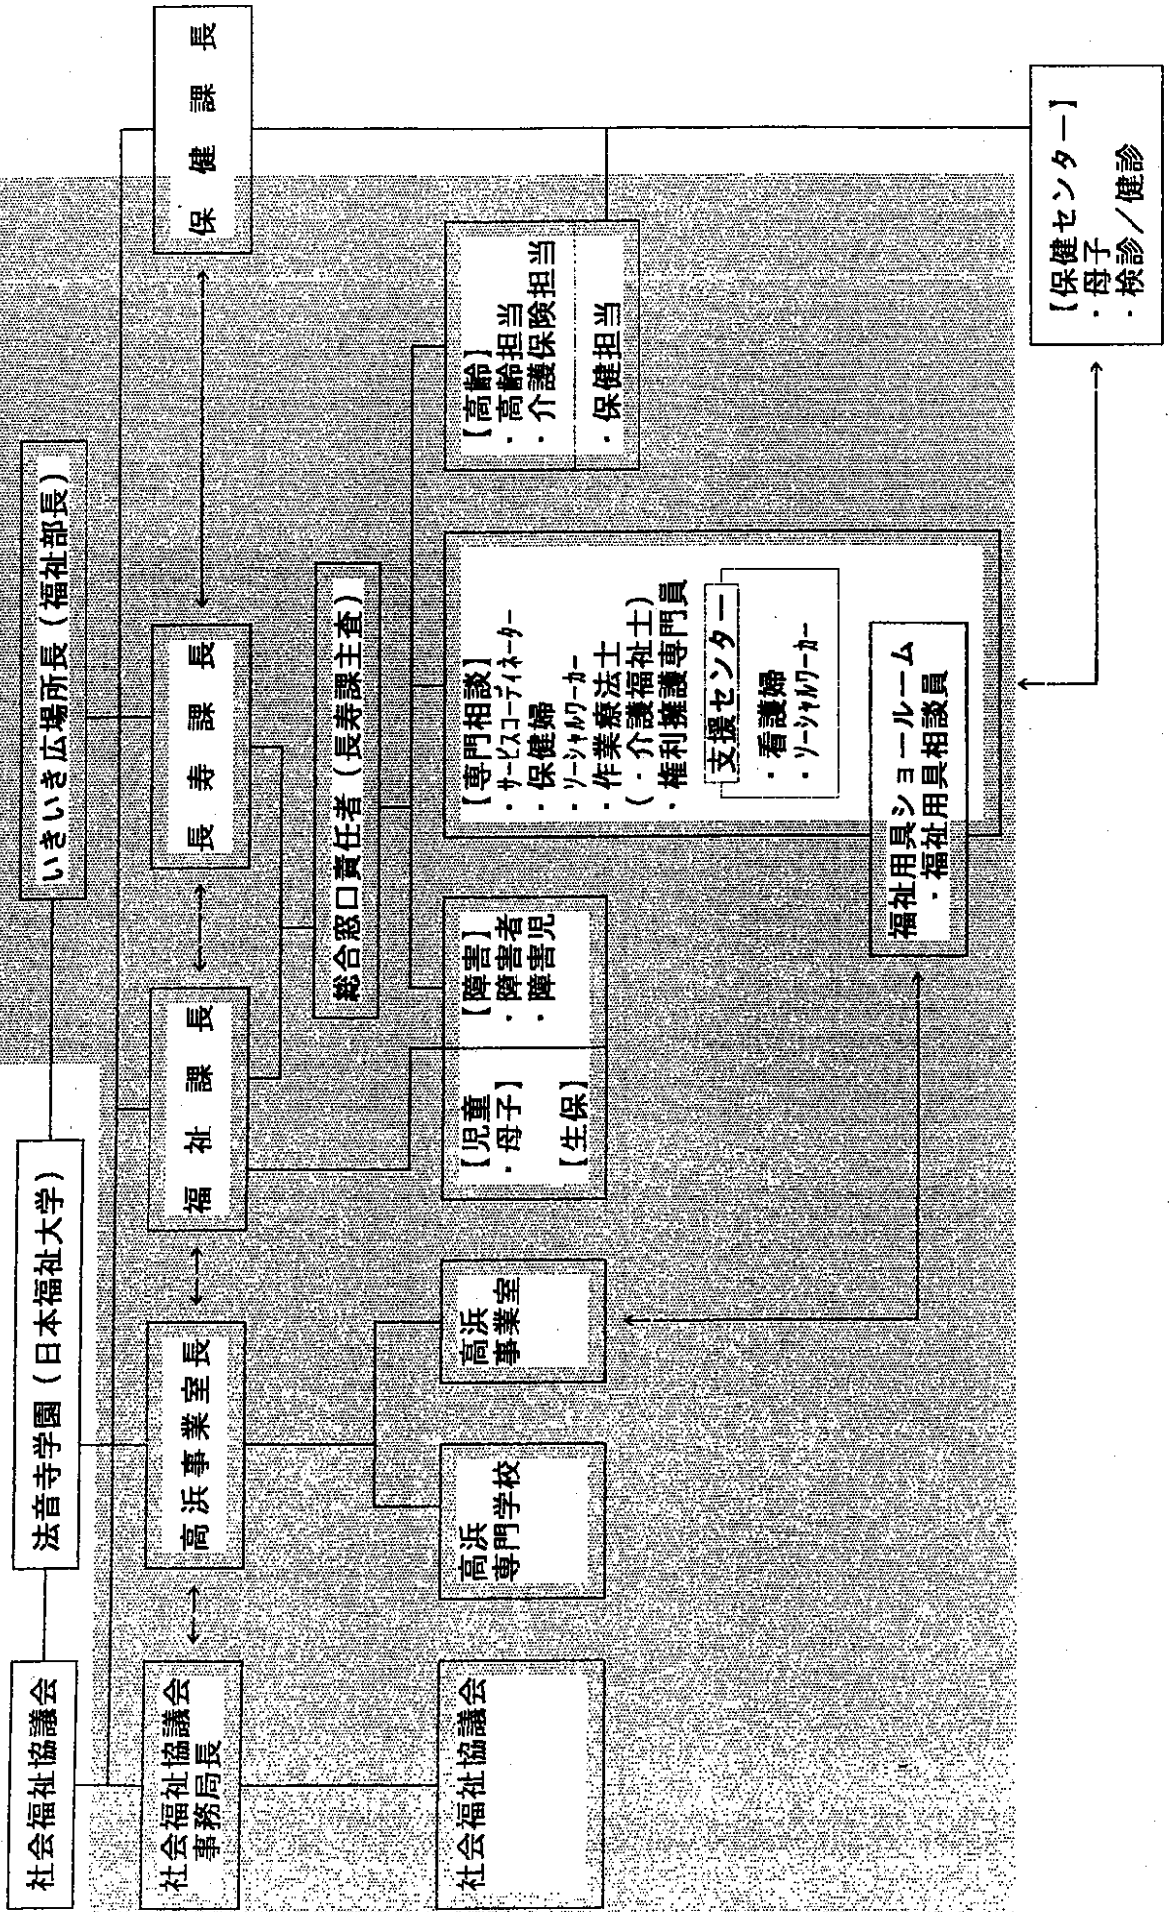 社会福祉協議会
法音寺学園(日本福祉大学)
いきいき広場所長(福祉部長)
社会福祉協議会
事務局長
高浜事業室長
福祉課長
長寿課長
保健課長
総合窓口責任者(長寿課主査)
社会福祉協議会
高浜
専門学校
高浜
事業室
【児童】
・母子
【生保】
【障害】
・障害者
・障害児
【専門相談】
・サービスコーディネーター
・保健婦
・ソーシャルワーカー
・作業療法士
(・介護福祉士)
・権利擁護専門員
支援センター
・看護婦
・ソーシャルワーカー
福祉用具ショールーム
・福祉用具相談員
【高齢】
・高齢担当
・介護保険担当
・保健担当
【保健センター】
・母子
・検診/健診